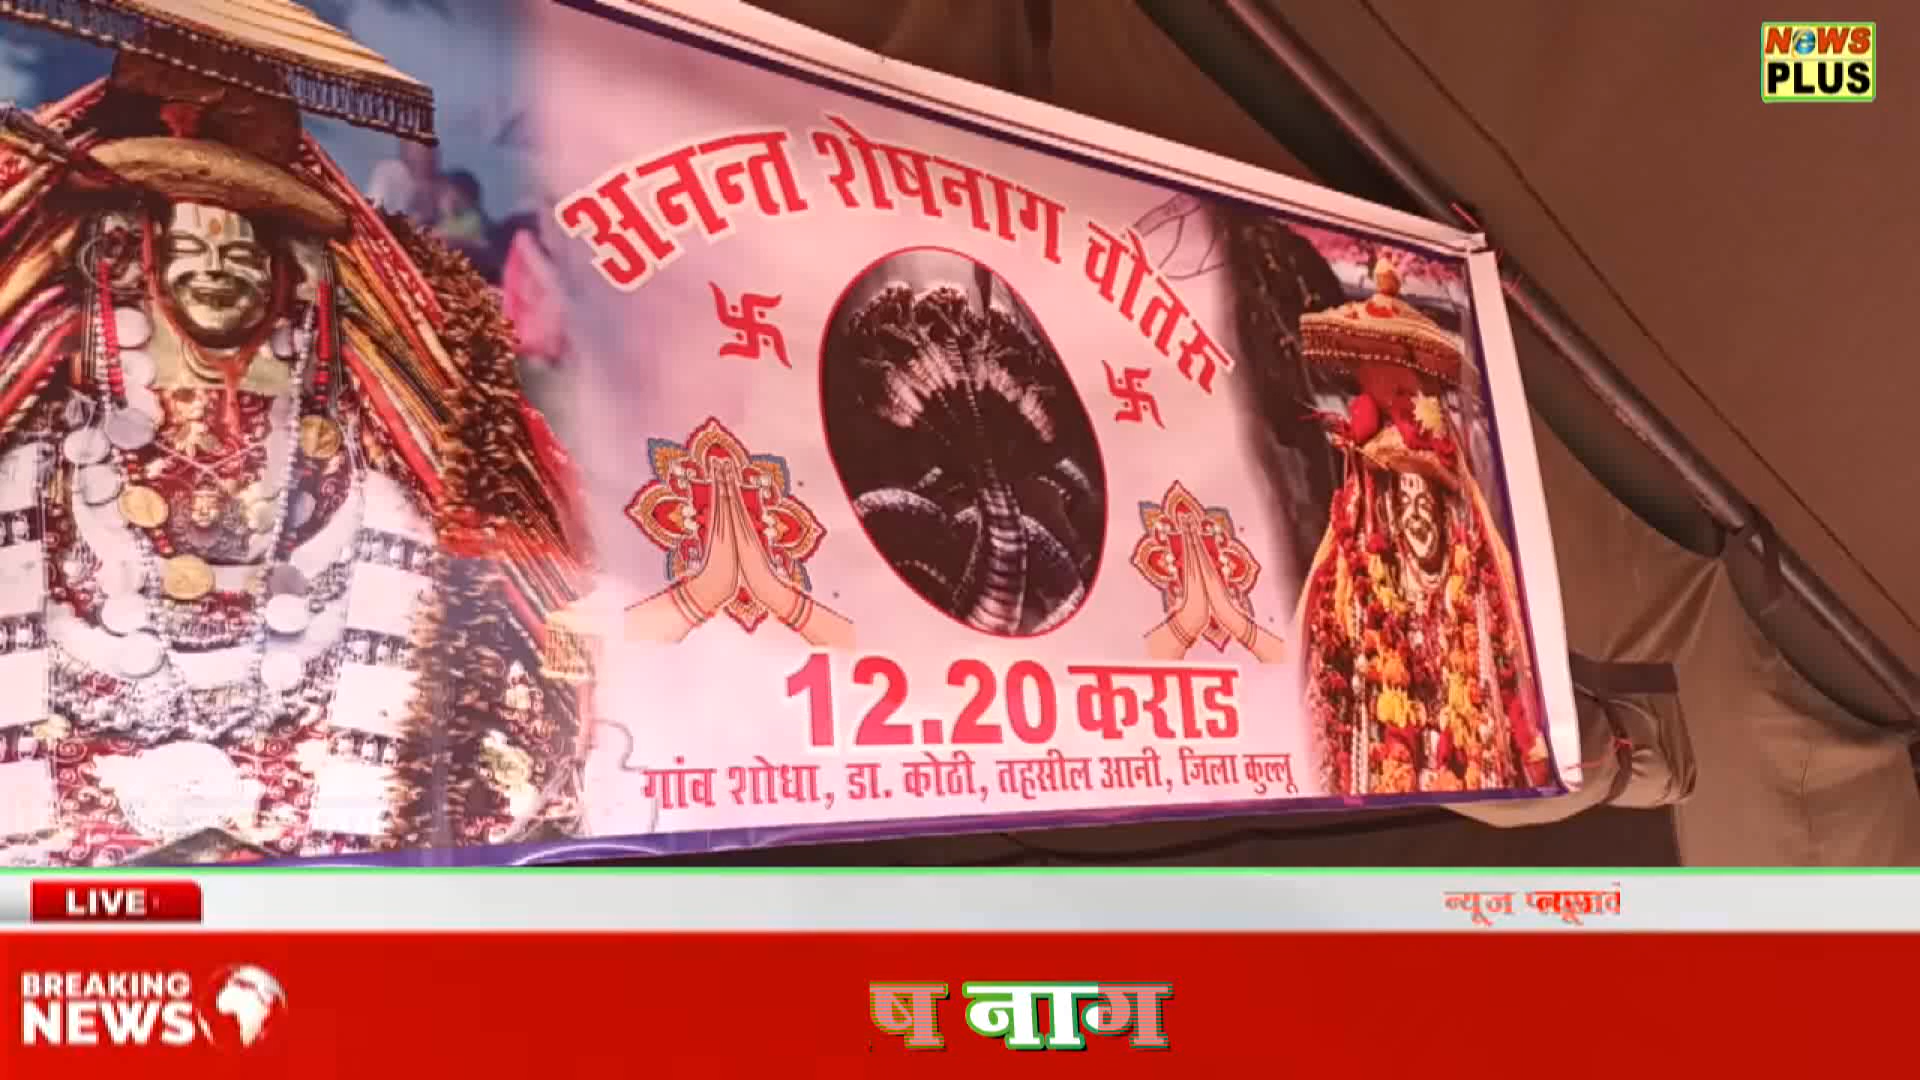 NEWS
PLUS
अनन्त शेषनाग चोतरू
12.20 कराड
गांव शोधा, डा. कोठी, तहसील आनी, जिला कुल्लू
LIVE
न्यूज
BREAKING
NEWS
ष नाग